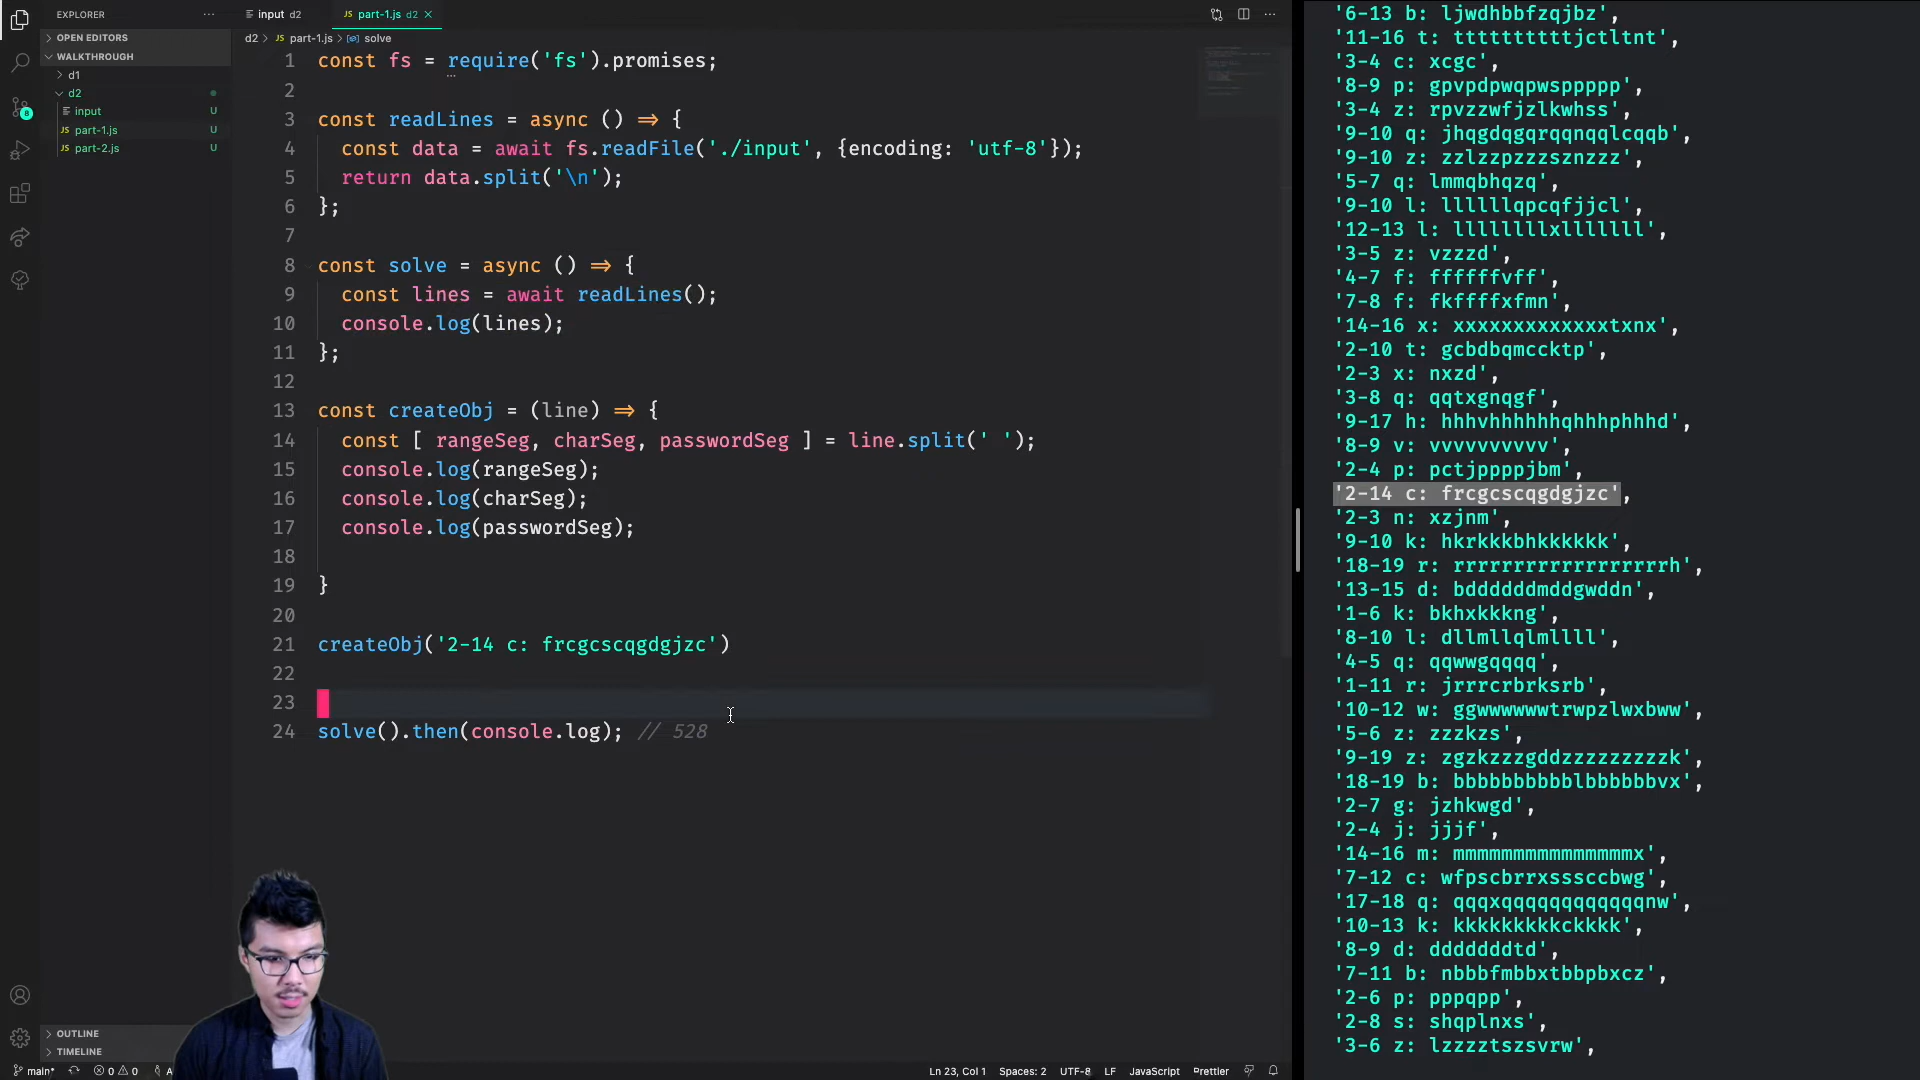 EXPLORER
OPEN EDITORS
WALKTHROUGH
d1
d2
input U
JS part-1.js U
JS part-2.js U
OUTLINE
TIMELINE
input d2
JS part-1.js d2
d2 > JS part-1.js > solve
1 const fs = require('fs').promises;
2
3 const readLines = async () => {
4 const data = await fs.readFile('./input', {encoding: 'utf-8'});
5 return data.split('\n');
6 };
7
8 const solve = async () => {
9 const lines = await readLines();
10 console.log(lines);
11 };
12
13 const createObj = (line) => {
14 const [ rangeSeg, charSeg, passwordSeg ] = line.split(' ');
15 console.log(rangeSeg);
16 console.log(charSeg);
17 console.log(passwordSeg);
18
19 }
20
21 createObj('2-14 c: frcgcscqgdgjzc')
22
23
24 solve().then(console.log); // 528
'6-13 b: ljwdhbbfzqjbz',
'11-16 t: ttttttttttjctltnt',
'3-4 c: xcgc',
'8-9 p: gpvpdpwqpwsppppp',
'3-4 z: rpvzzwfjzlkwhss',
'9-10 q: jhqgdqgqrqqnqqlcqqb',
'9-10 z: zzlzzpzzzsznzzz',
'5-7 q: lmmqbhqzq',
'9-10 l: llllllqpcqfjjcl',
'12-13 l: llllllllxlllllll',
'3-5 z: vzzzd',
'4-7 f: ffffffvff',
'7-8 f: fkffffxfmn',
'14-16 x: xxxxxxxxxxxxxtxnx',
'2-10 t: gcbdbqmccktp',
'2-3 x: nxzd',
'3-8 q: qqtxgnqgf',
'9-17 h: hhhvhhhhhhqhhhphhhd',
'8-9 v: vvvvvvvvvv',
'2-4 p: pctjppppjbm',
'2-14 c: frcgcscqgdgjzc',
'2-3 n: xzjnm',
'9-10 k: hkrkkkbhkkkkkk',
'18-19 r: rrrrrrrrrrrrrrrrrrh',
'13-15 d: bddddddmddgwddn',
'1-6 k: bkhxkkkng',
'8-10 l: dllmllqlmllll',
'4-5 q: qqwwgqqqq',
'1-11 r: jrrrcrbrksrb',
'10-12 w: ggwwwwwwtrwpzlwxbww',
'5-6 z: zzzkzs',
'9-19 z: zgzkzzzgddzzzzzzzzzk',
'18-19 b: bbbbbbbbbblbbbbbbvx',
'2-7 g: jzhkwgd',
'2-4 j: jjjf',
'14-16 m: mmmmmmmmmmmmmmmx',
'7-12 c: wfpscbrrxsssccbwg',
'17-18 q: qqqxqqqqqqqqqqqqnw',
'10-13 k: kkkkkkkkkckkkk',
'8-9 d: dddddddtd',
'7-11 b: nbbbfmbbxtbbpbxcz',
'2-6 p: pppqpp',
'2-8 s: shqplnxs',
'3-6 z: lzzzztszsvrw',
main* 0 0 A Ln 23, Col 1 Spaces: 2 UTF-8 LF JavaScript Prettier